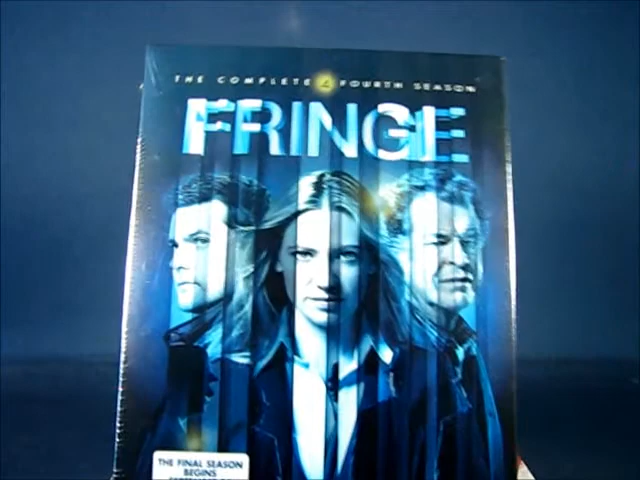 THE COMPLETE 4 FOURTH SEASON
FRINGE
THE FINAL SEASON
BEGINS